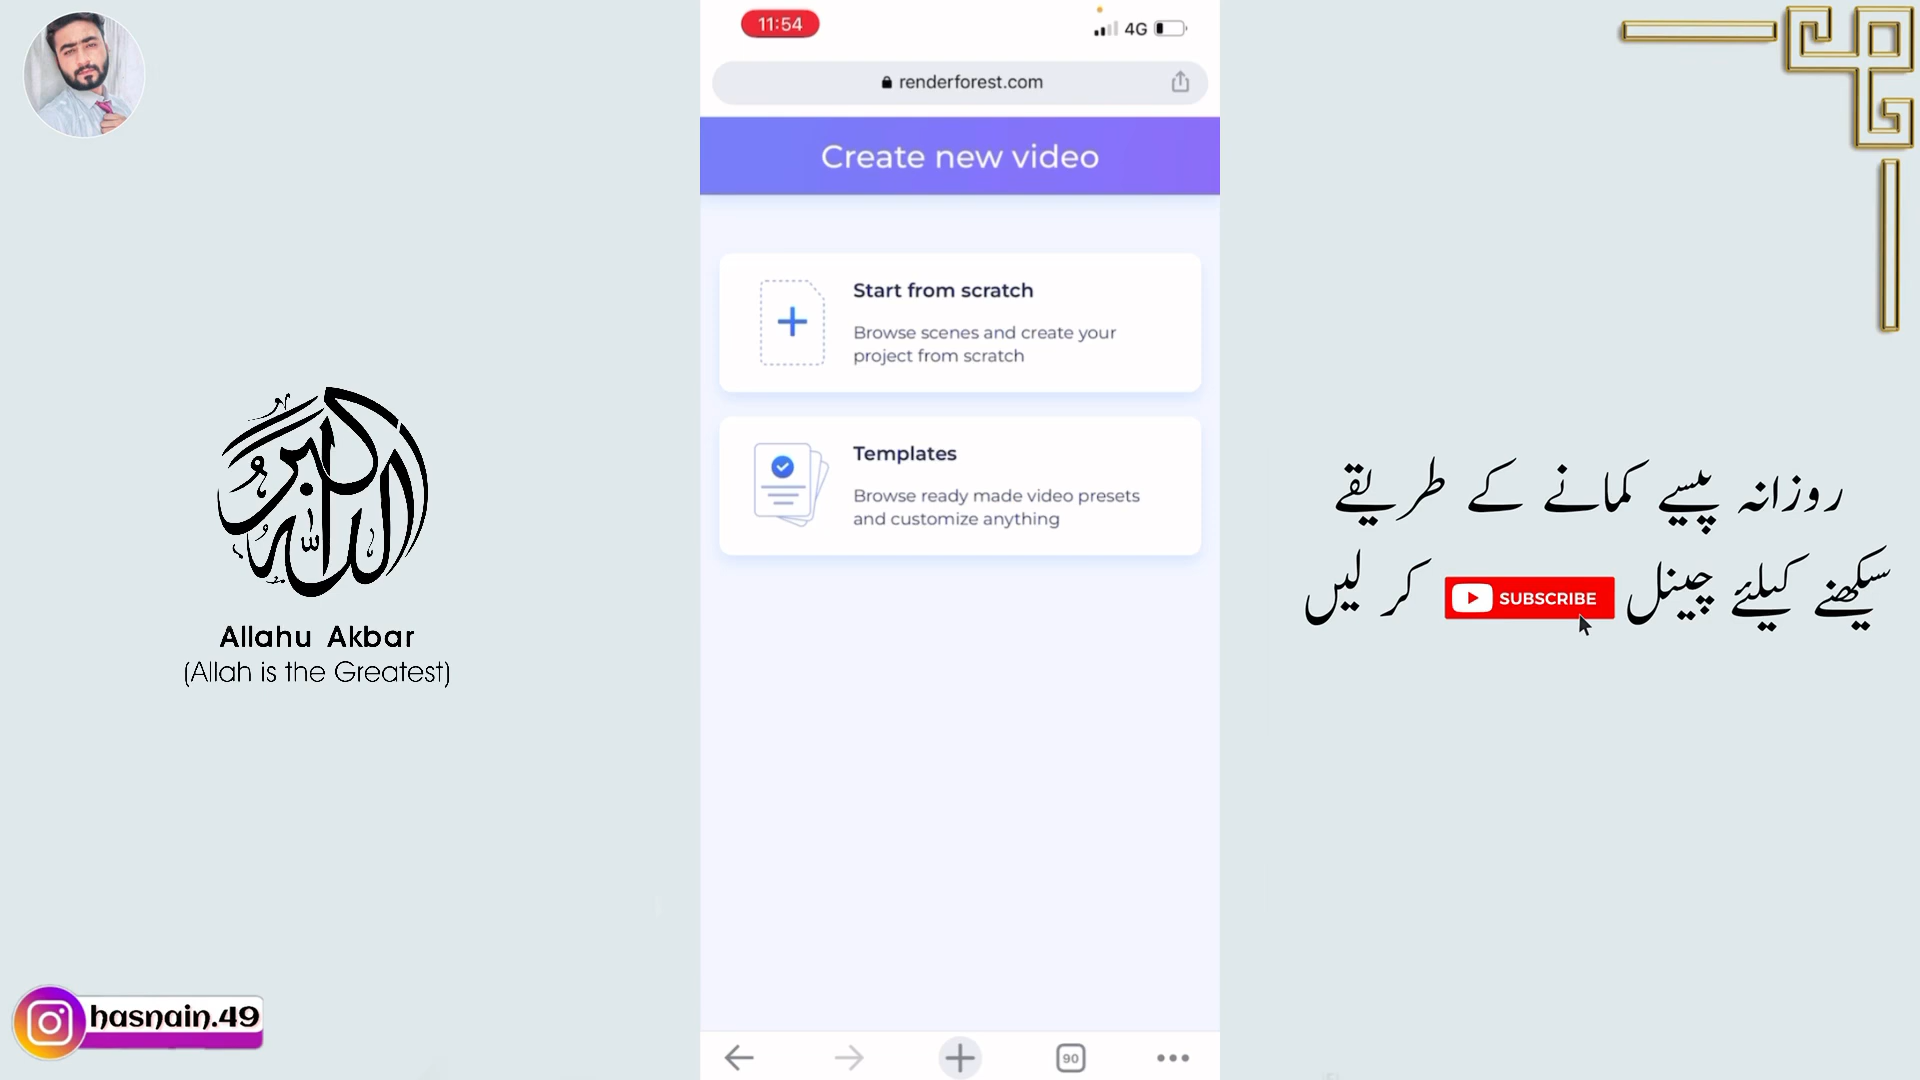 11:54
4G
renderforest.com
Create new video
Start from scratch
Browse scenes and create your
project from scratch
Templates
Browse ready made video presets
and customize anything
90
الله اكبر
Allahu Akbar
(Allah is the Greatest)
hasnain.49
روزانہ پیسے کمانے کے طریقے
سیکھنے کیلئے چینل SUBSCRIBE کر لیں